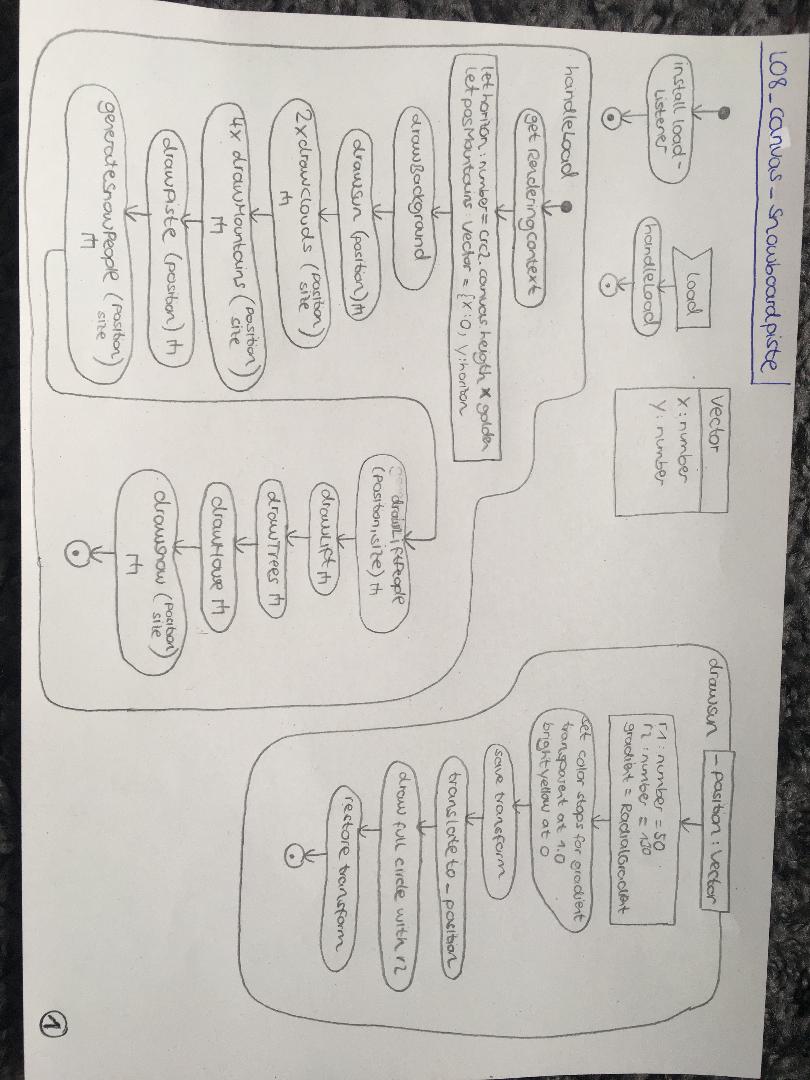 L08_canvas_Snowboardpiste
install load-
Listener
load
handleLoad
Vector
x: number
y: number
handleLoad
get Renderingcontext
let horizon: number = crc2.canvas.heigth * golden
let posMountains: Vector = {x:0, y:horizon
drawBackground
drawSun (position)
2x drawClouds (position
size)
4x drawMountains (position
size)
drawPiste (position)
generateSnowPeople (position
size)
drawLiftPeople
(position, size)
drawLift
drawTrees
drawHouse
drawSnow (position
size)
drawSun
- position: Vector
r1: number = 50
r2: number = 130
gradient = RadialGradient
set color stops for gradient
transparent at 1.0
brightyellow at 0
save transform
translate to _ position
draw full circle with r2
restore transform
1